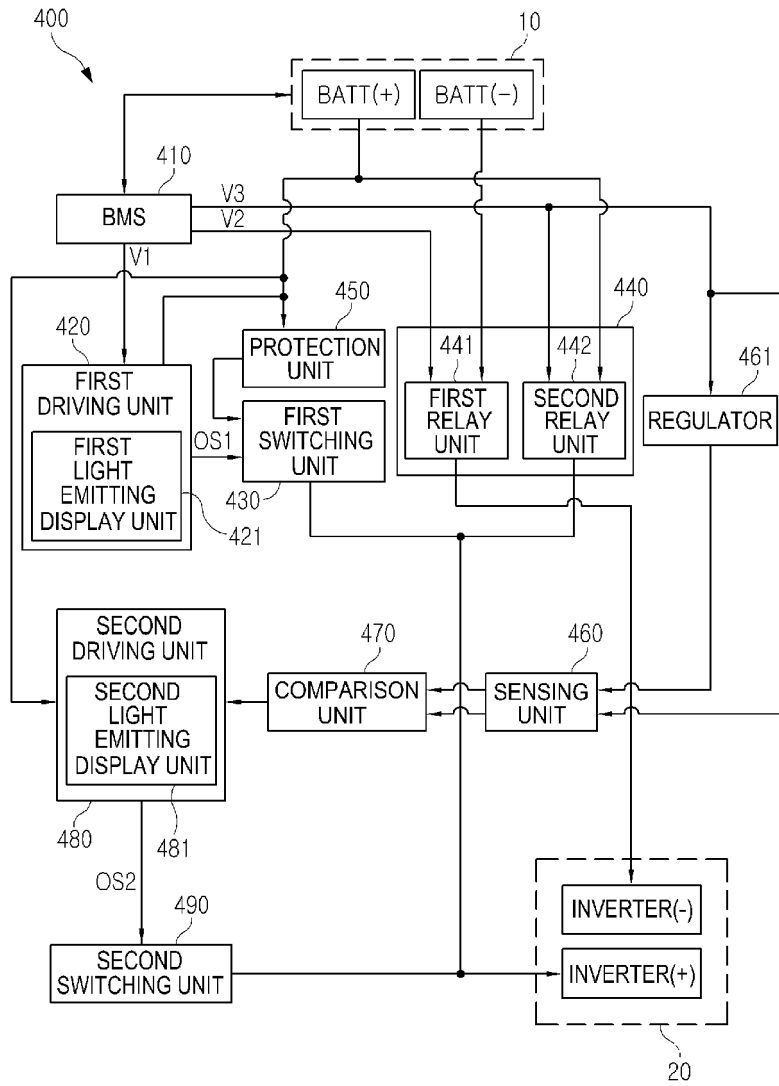 400
10
BATT(+)
BATT(-)
410
BMS
V3
V2
V1
450
PROTECTION
UNIT
440
441
FIRST
RELAY
UNIT
442
SECOND
RELAY
UNIT
461
REGULATOR
420
FIRST
DRIVING UNIT
FIRST
LIGHT
EMITTING
DISPLAY UNIT
421
OS1
FIRST
SWITCHING
UNIT
430
SECOND
DRIVING UNIT
SECOND
LIGHT
EMITTING
DISPLAY UNIT
480
481
470
COMPARISON
UNIT
460
SENSING
UNIT
OS2
490
SECOND
SWITCHING UNIT
INVERTER(-)
INVERTER(+)
20